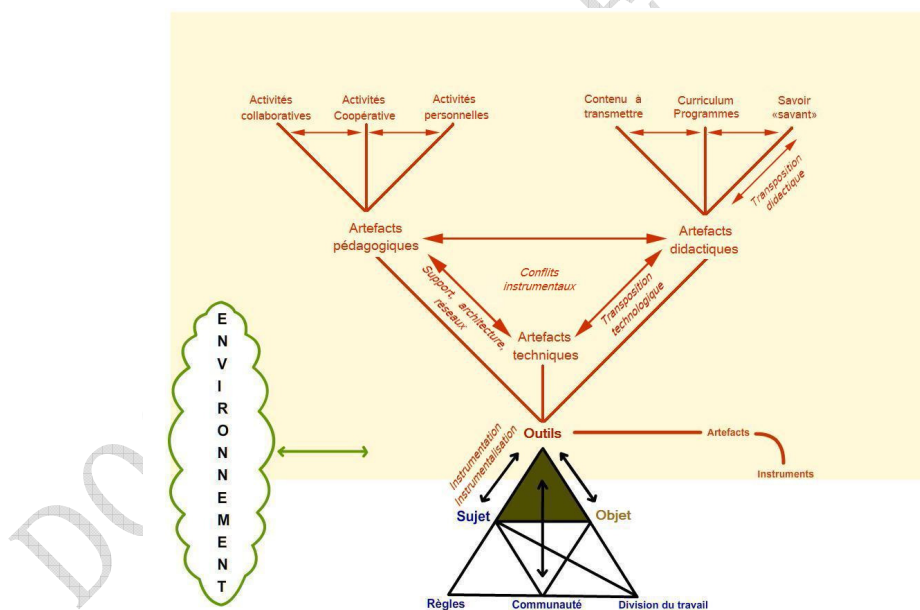 Activités
collaboratives
Activités
Coopérative
Activités
personnelles
Contenu à
transmettre
Curriculum
Programmes
Savoir
«savant»
Transposition
didactique
Artefacts
pédagogiques
Artefacts
didactiques
Conflits
instrumentaux
Support, architecture,
réseaux
Transposition
technologique
Artefacts
techniques
ENVIRONNEMENT
Outils
Artefacts
Instruments
Instrumentation
Instrumentalisation
Sujet
Objet
Règles
Communauté
Division du travail